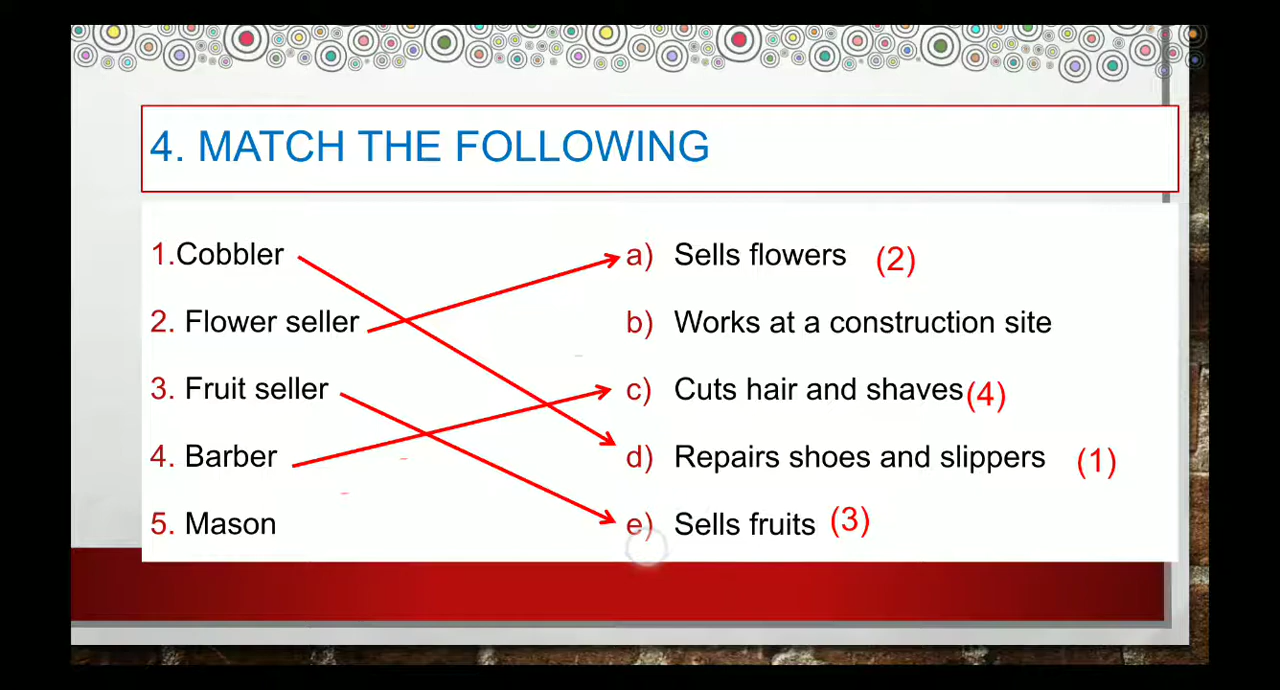 4. MATCH THE FOLLOWING
1.Cobbler a) Sells flowers (2)
2. Flower seller b) Works at a construction site
3. Fruit seller c) Cuts hair and shaves (4)
4. Barber d) Repairs shoes and slippers (1)
5. Mason e) Sells fruits (3)